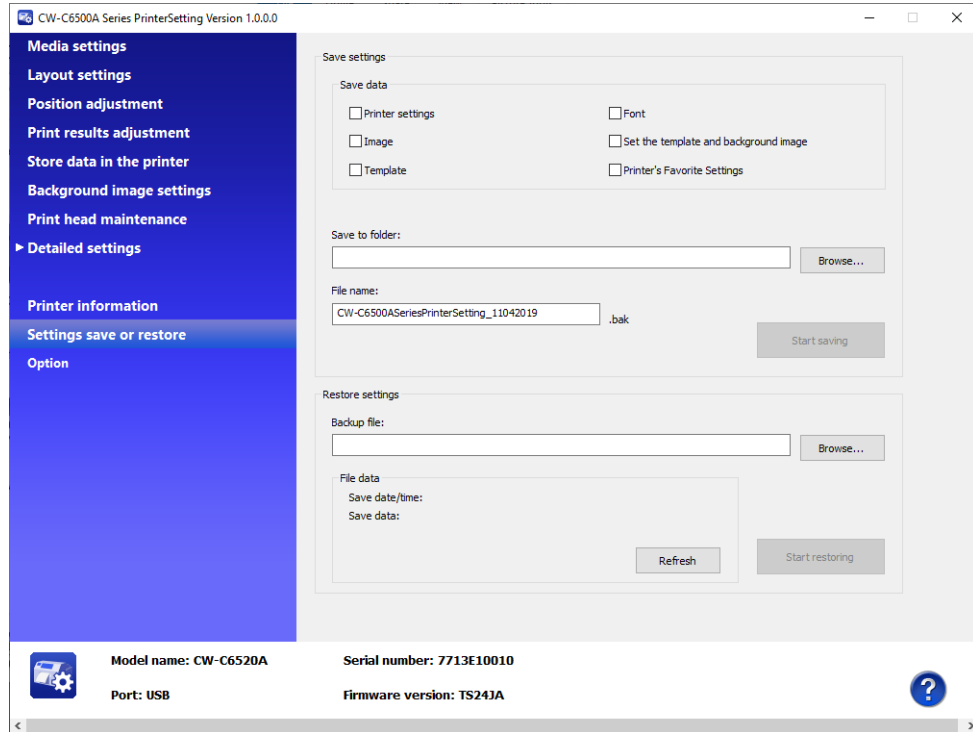 CW-C6500A Series PrinterSetting Version 1.0.0.0
Media settings
Layout settings
Position adjustment
Print results adjustment
Store data in the printer
Background image settings
Print head maintenance
Detailed settings
Printer information
Settings save or restore
Option
Save settings
Save data
Printer settings
Font
Image
Set the template and background image
Template
Printer's Favorite Settings
Save to folder:
Browse...
File name:
CW-C6500ASeriesPrinterSetting_11042019
.bak
Start saving
Restore settings
Backup file:
Browse...
File data
Save date/time:
Save data:
Refresh
Start restoring
Model name: CW-C6520A
Serial number: 7713E10010
Port: USB
Firmware version: TS24JA
?